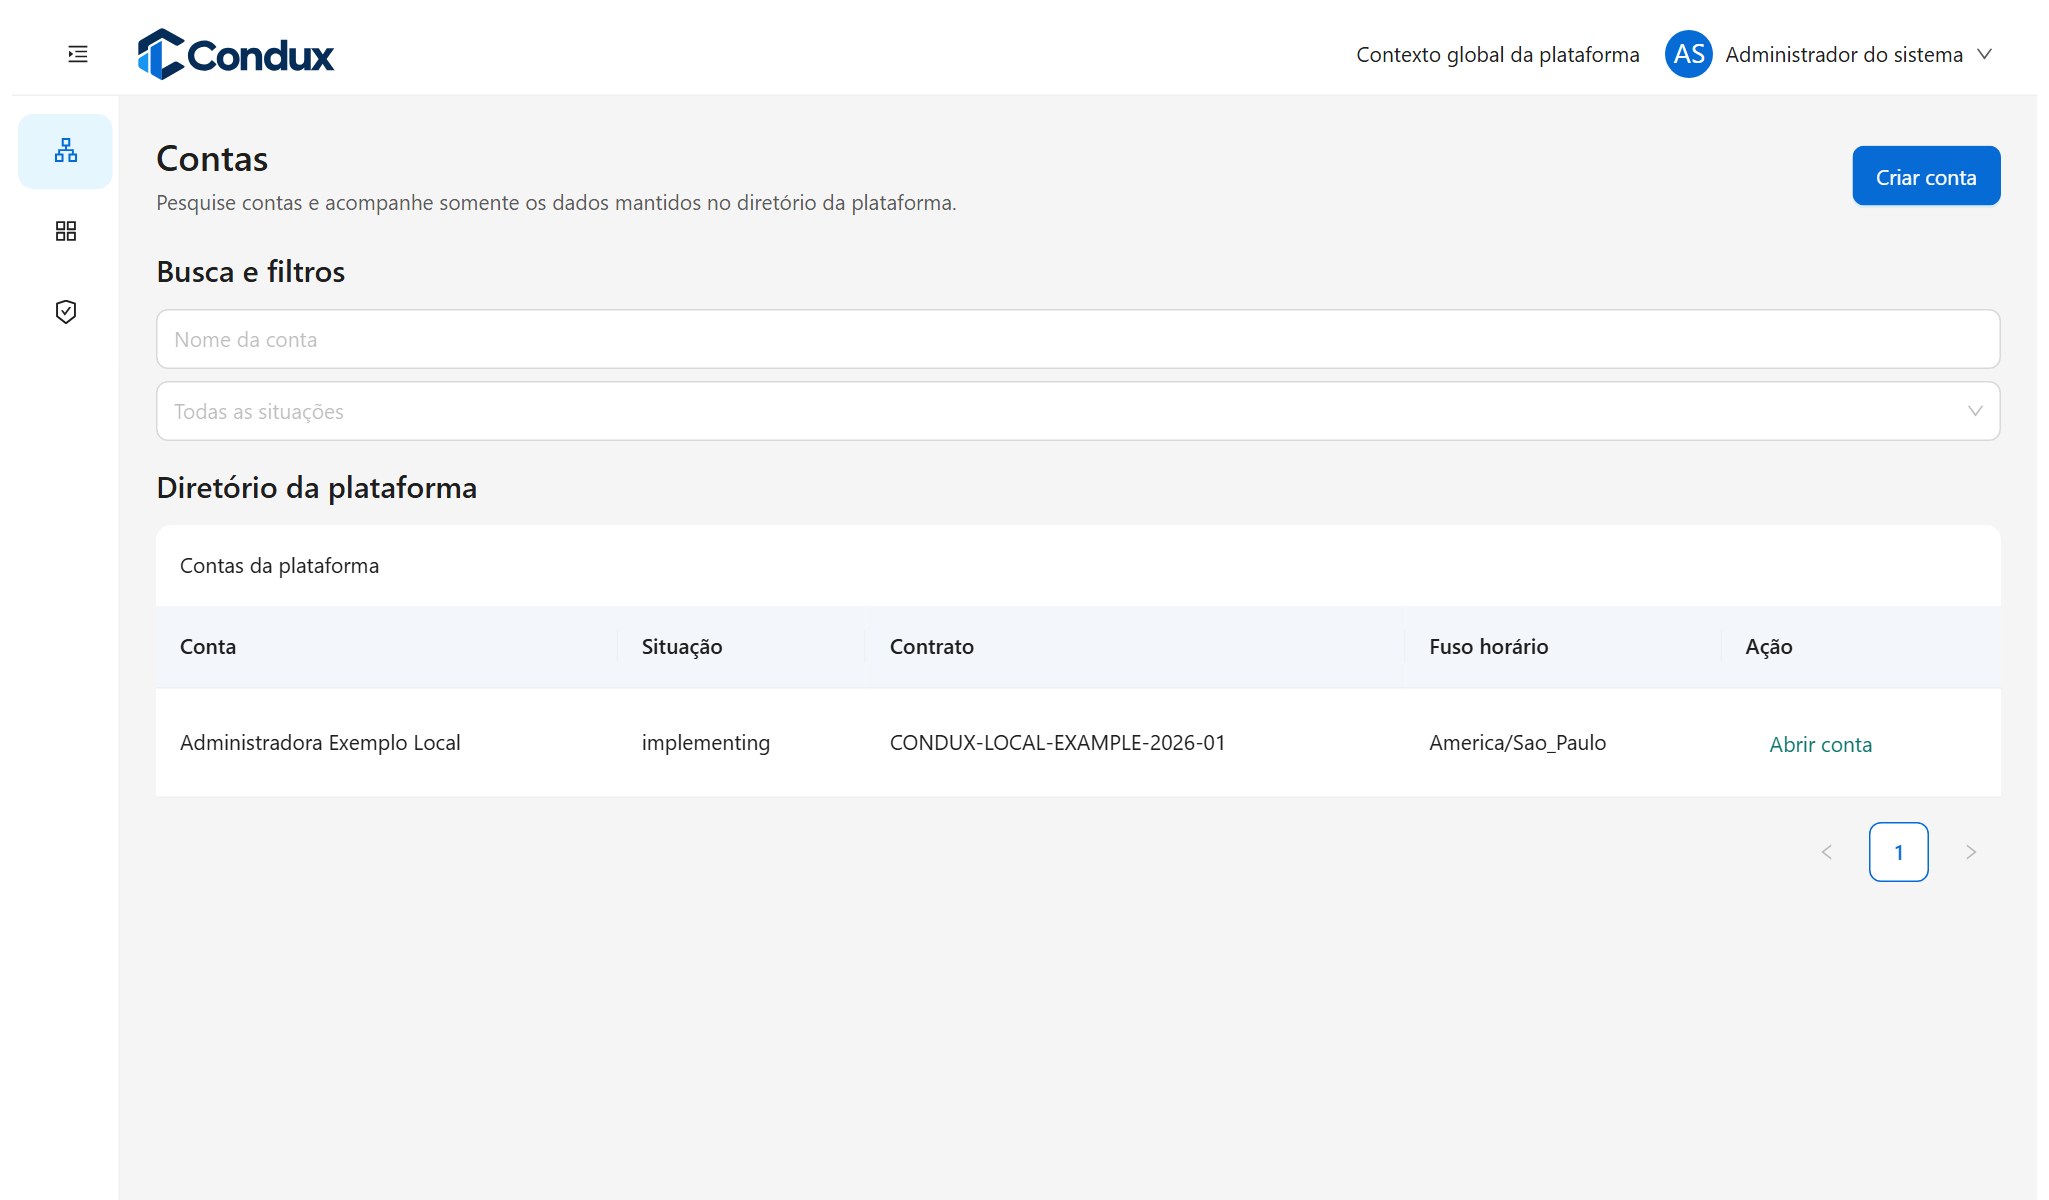 Condux
Contexto global da plataforma
AS
Administrador do sistema
Contas
Pesquise contas e acompanhe somente os dados mantidos no diretório da plataforma.
Criar conta
Busca e filtros
Nome da conta
Todas as situações
Diretório da plataforma
Contas da plataforma
Conta Situação Contrato Fuso horário Ação
Administradora Exemplo Local implementing CONDUX-LOCAL-EXAMPLE-2026-01 America/Sao_Paulo Abrir conta
1